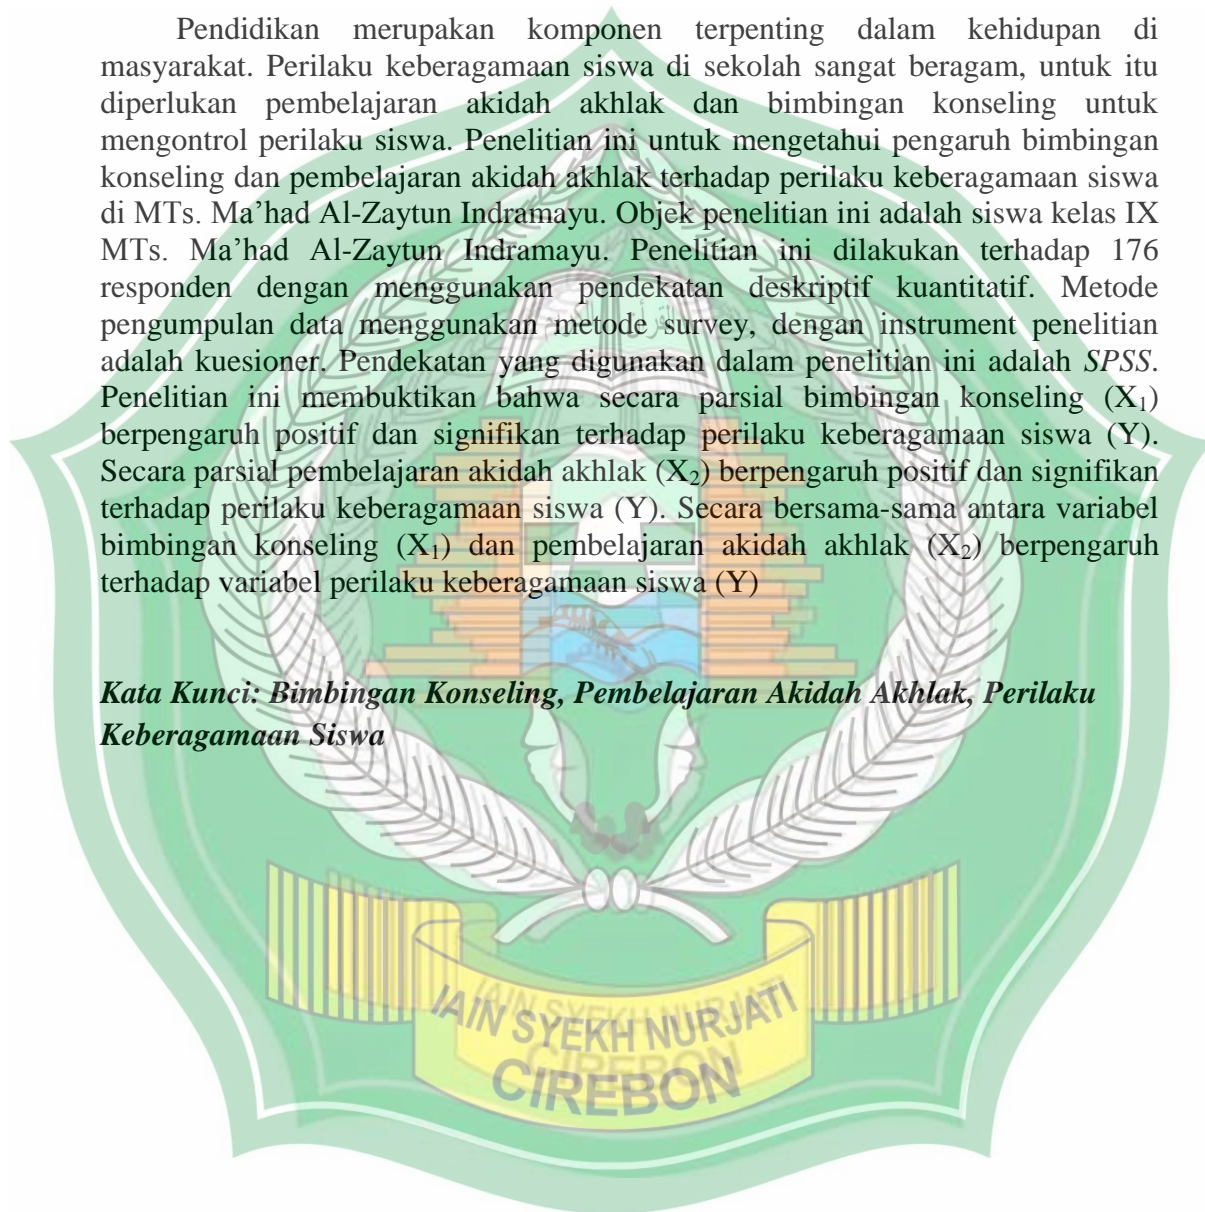 Pendidikan merupakan komponen terpenting dalam kehidupan di
masyarakat. Perilaku keberagamaan siswa di sekolah sangat beragam, untuk itu
diperlukan pembelajaran akidah akhlak dan bimbingan konseling untuk
mengontrol perilaku siswa. Penelitian ini untuk mengetahui pengaruh bimbingan
konseling dan pembelajaran akidah akhlak terhadap perilaku keberagamaan siswa
di MTs. Ma’had Al-Zaytun Indramayu. Objek penelitian ini adalah siswa kelas IX
MTs. Ma’had Al-Zaytun Indramayu. Penelitian ini dilakukan terhadap 176
responden dengan menggunakan pendekatan deskriptif kuantitatif. Metode
pengumpulan data menggunakan metode survey, dengan instrument penelitian
adalah kuesioner. Pendekatan yang digunakan dalam penelitian ini adalah SPSS.
Penelitian ini membuktikan bahwa secara parsial bimbingan konseling (X₁)
berpengaruh positif dan signifikan terhadap perilaku keberagamaan siswa (Y).
Secara parsial pembelajaran akidah akhlak (X₂) berpengaruh positif dan signifikan
terhadap perilaku keberagamaan siswa (Y). Secara bersama-sama antara variabel
bimbingan konseling (X₁) dan pembelajaran akidah akhlak (X₂) berpengaruh
terhadap variabel perilaku keberagamaan siswa (Y)
Kata Kunci: Bimbingan Konseling, Pembelajaran Akidah Akhlak, Perilaku
Keberagamaan Siswa
IAIN SYEKH NURJATI
CIREBON